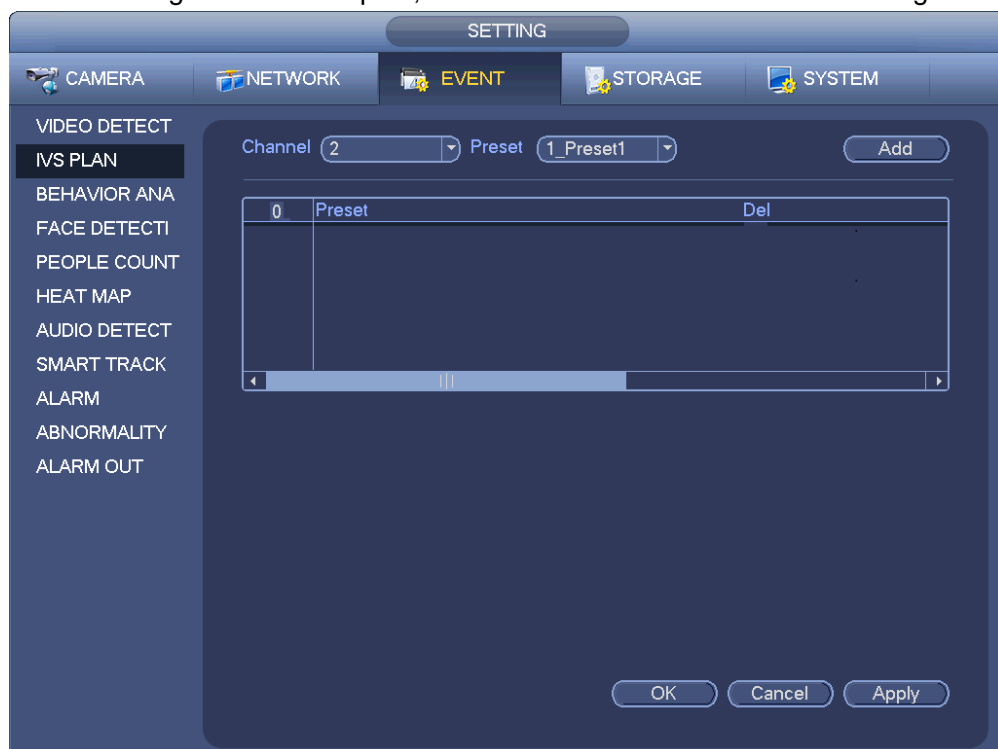 SETTING
CAMERA NETWORK EVENT STORAGE SYSTEM
VIDEO DETECT
IVS PLAN
BEHAVIOR ANA
FACE DETECTI
PEOPLE COUNT
HEAT MAP
AUDIO DETECT
SMART TRACK
ALARM
ABNORMALITY
ALARM OUT
Channel 2 Preset 1_Preset1 Add
0 Preset Del
OK Cancel Apply